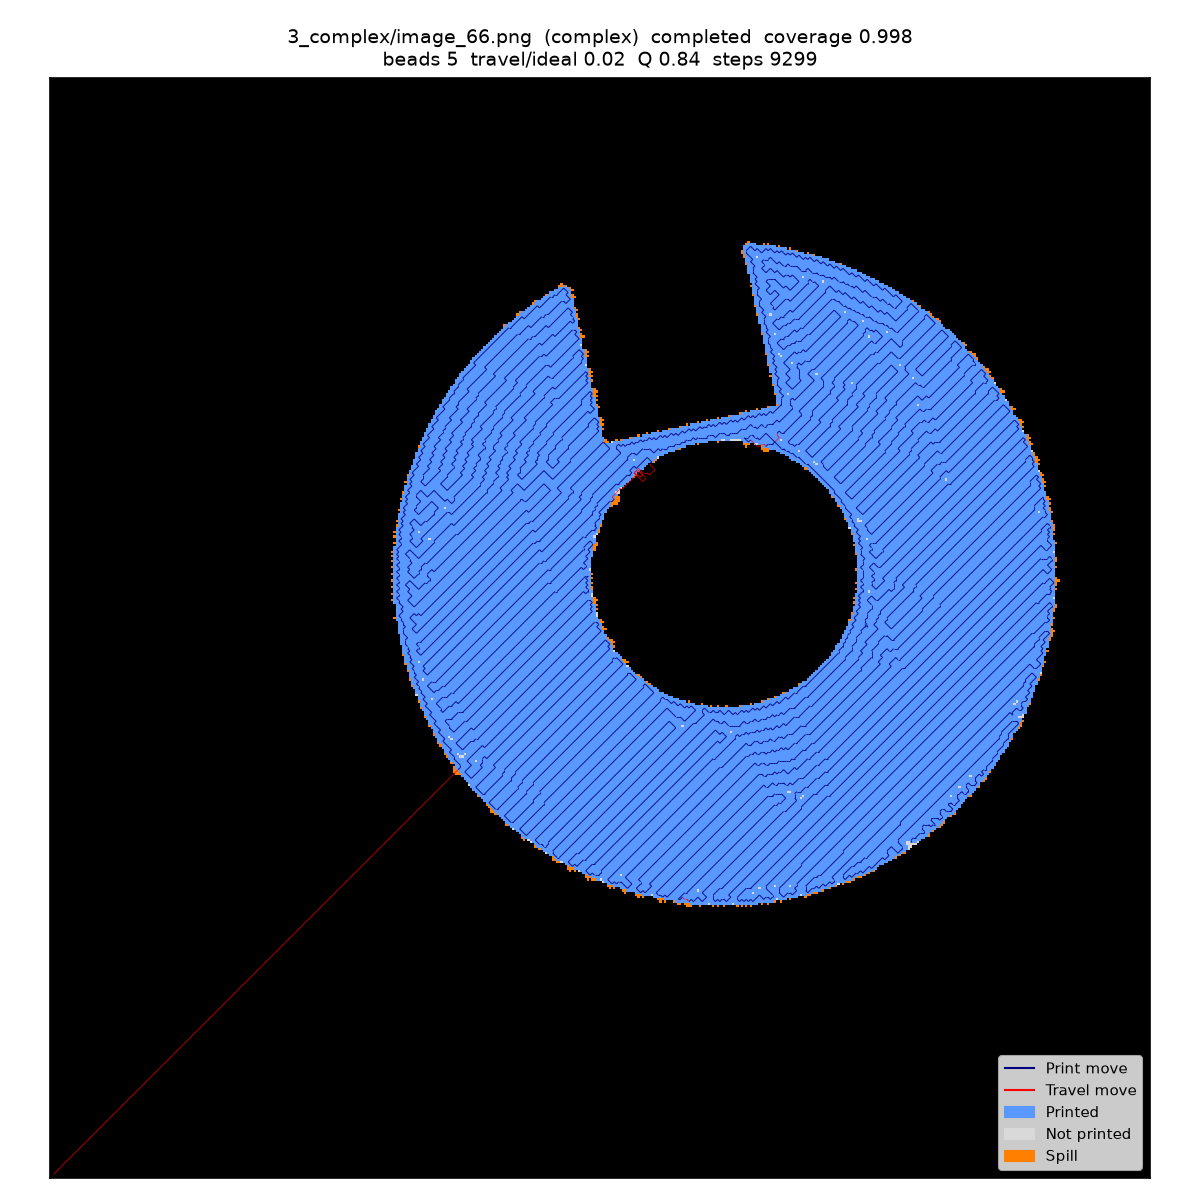 3_complex/image_66.png  (complex)  completed  coverage 0.998
beads 5  travel/ideal 0.02  Q 0.84  steps 9299
Print move
Travel move
Printed
Not printed
Spill